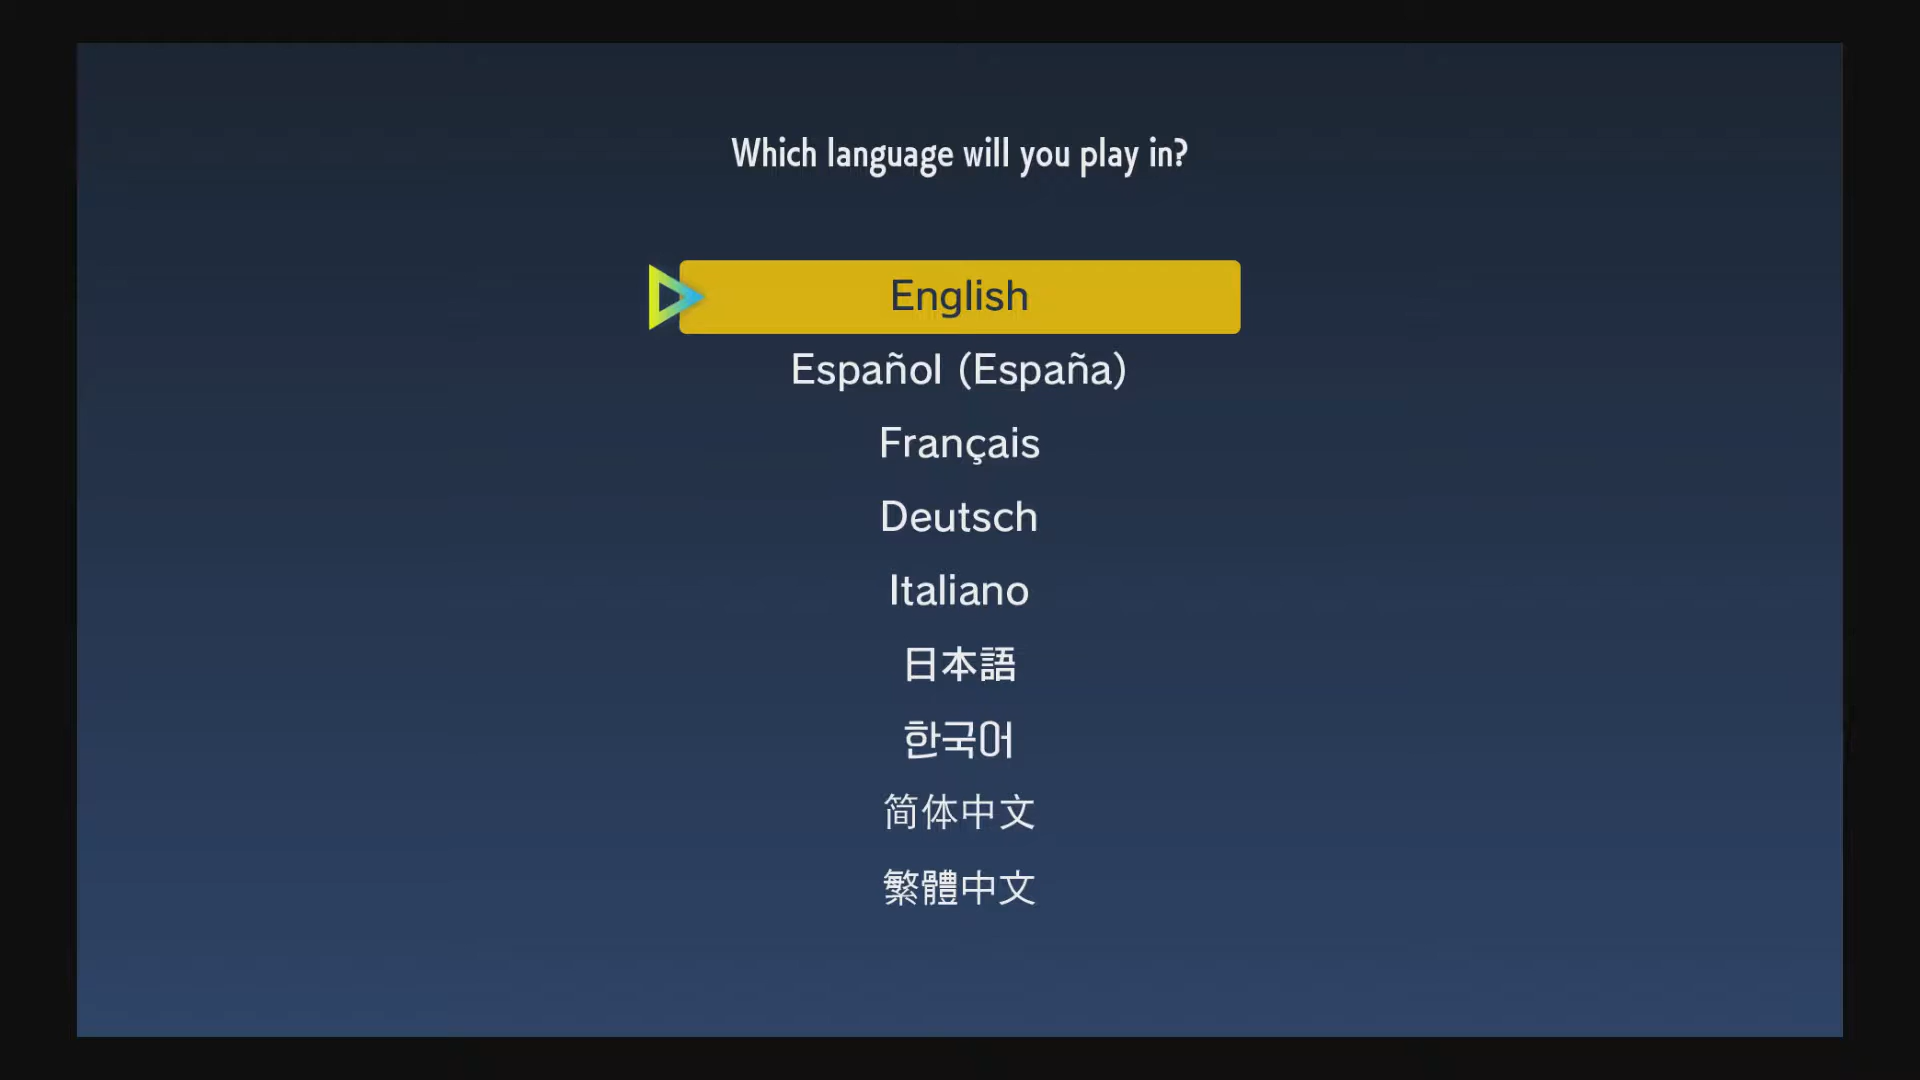 Which language will you play in?
English
Español (España)
Français
Deutsch
Italiano
日本語
한국어
简体中文
繁體中文